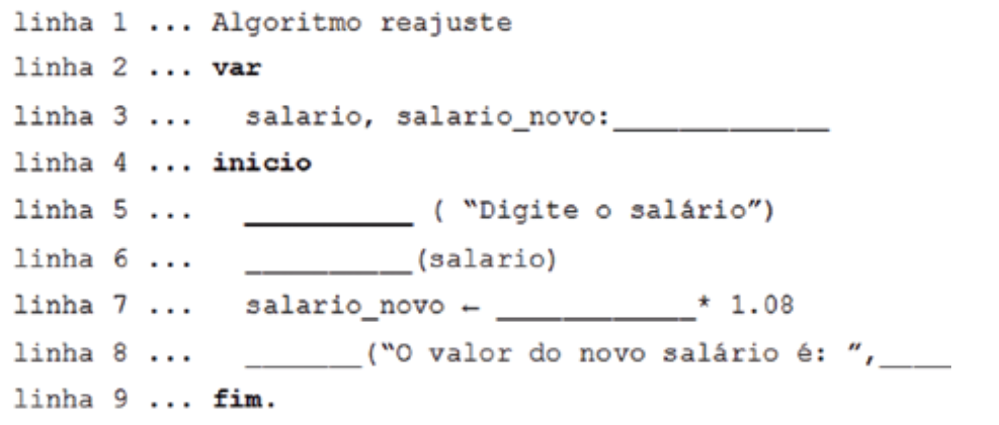 linha 1 ... Algoritmo reajuste
linha 2 ... var
linha 3 ... salario, salario_novo:_____________
linha 4 ... inicio
linha 5 ... __________ ( “Digite o salário”)
linha 6 ... __________(salario)
linha 7 ... salario_novo ← ____________* 1.08
linha 8 ... _______(“O valor do novo salário é: ”,____
linha 9 ... fim.